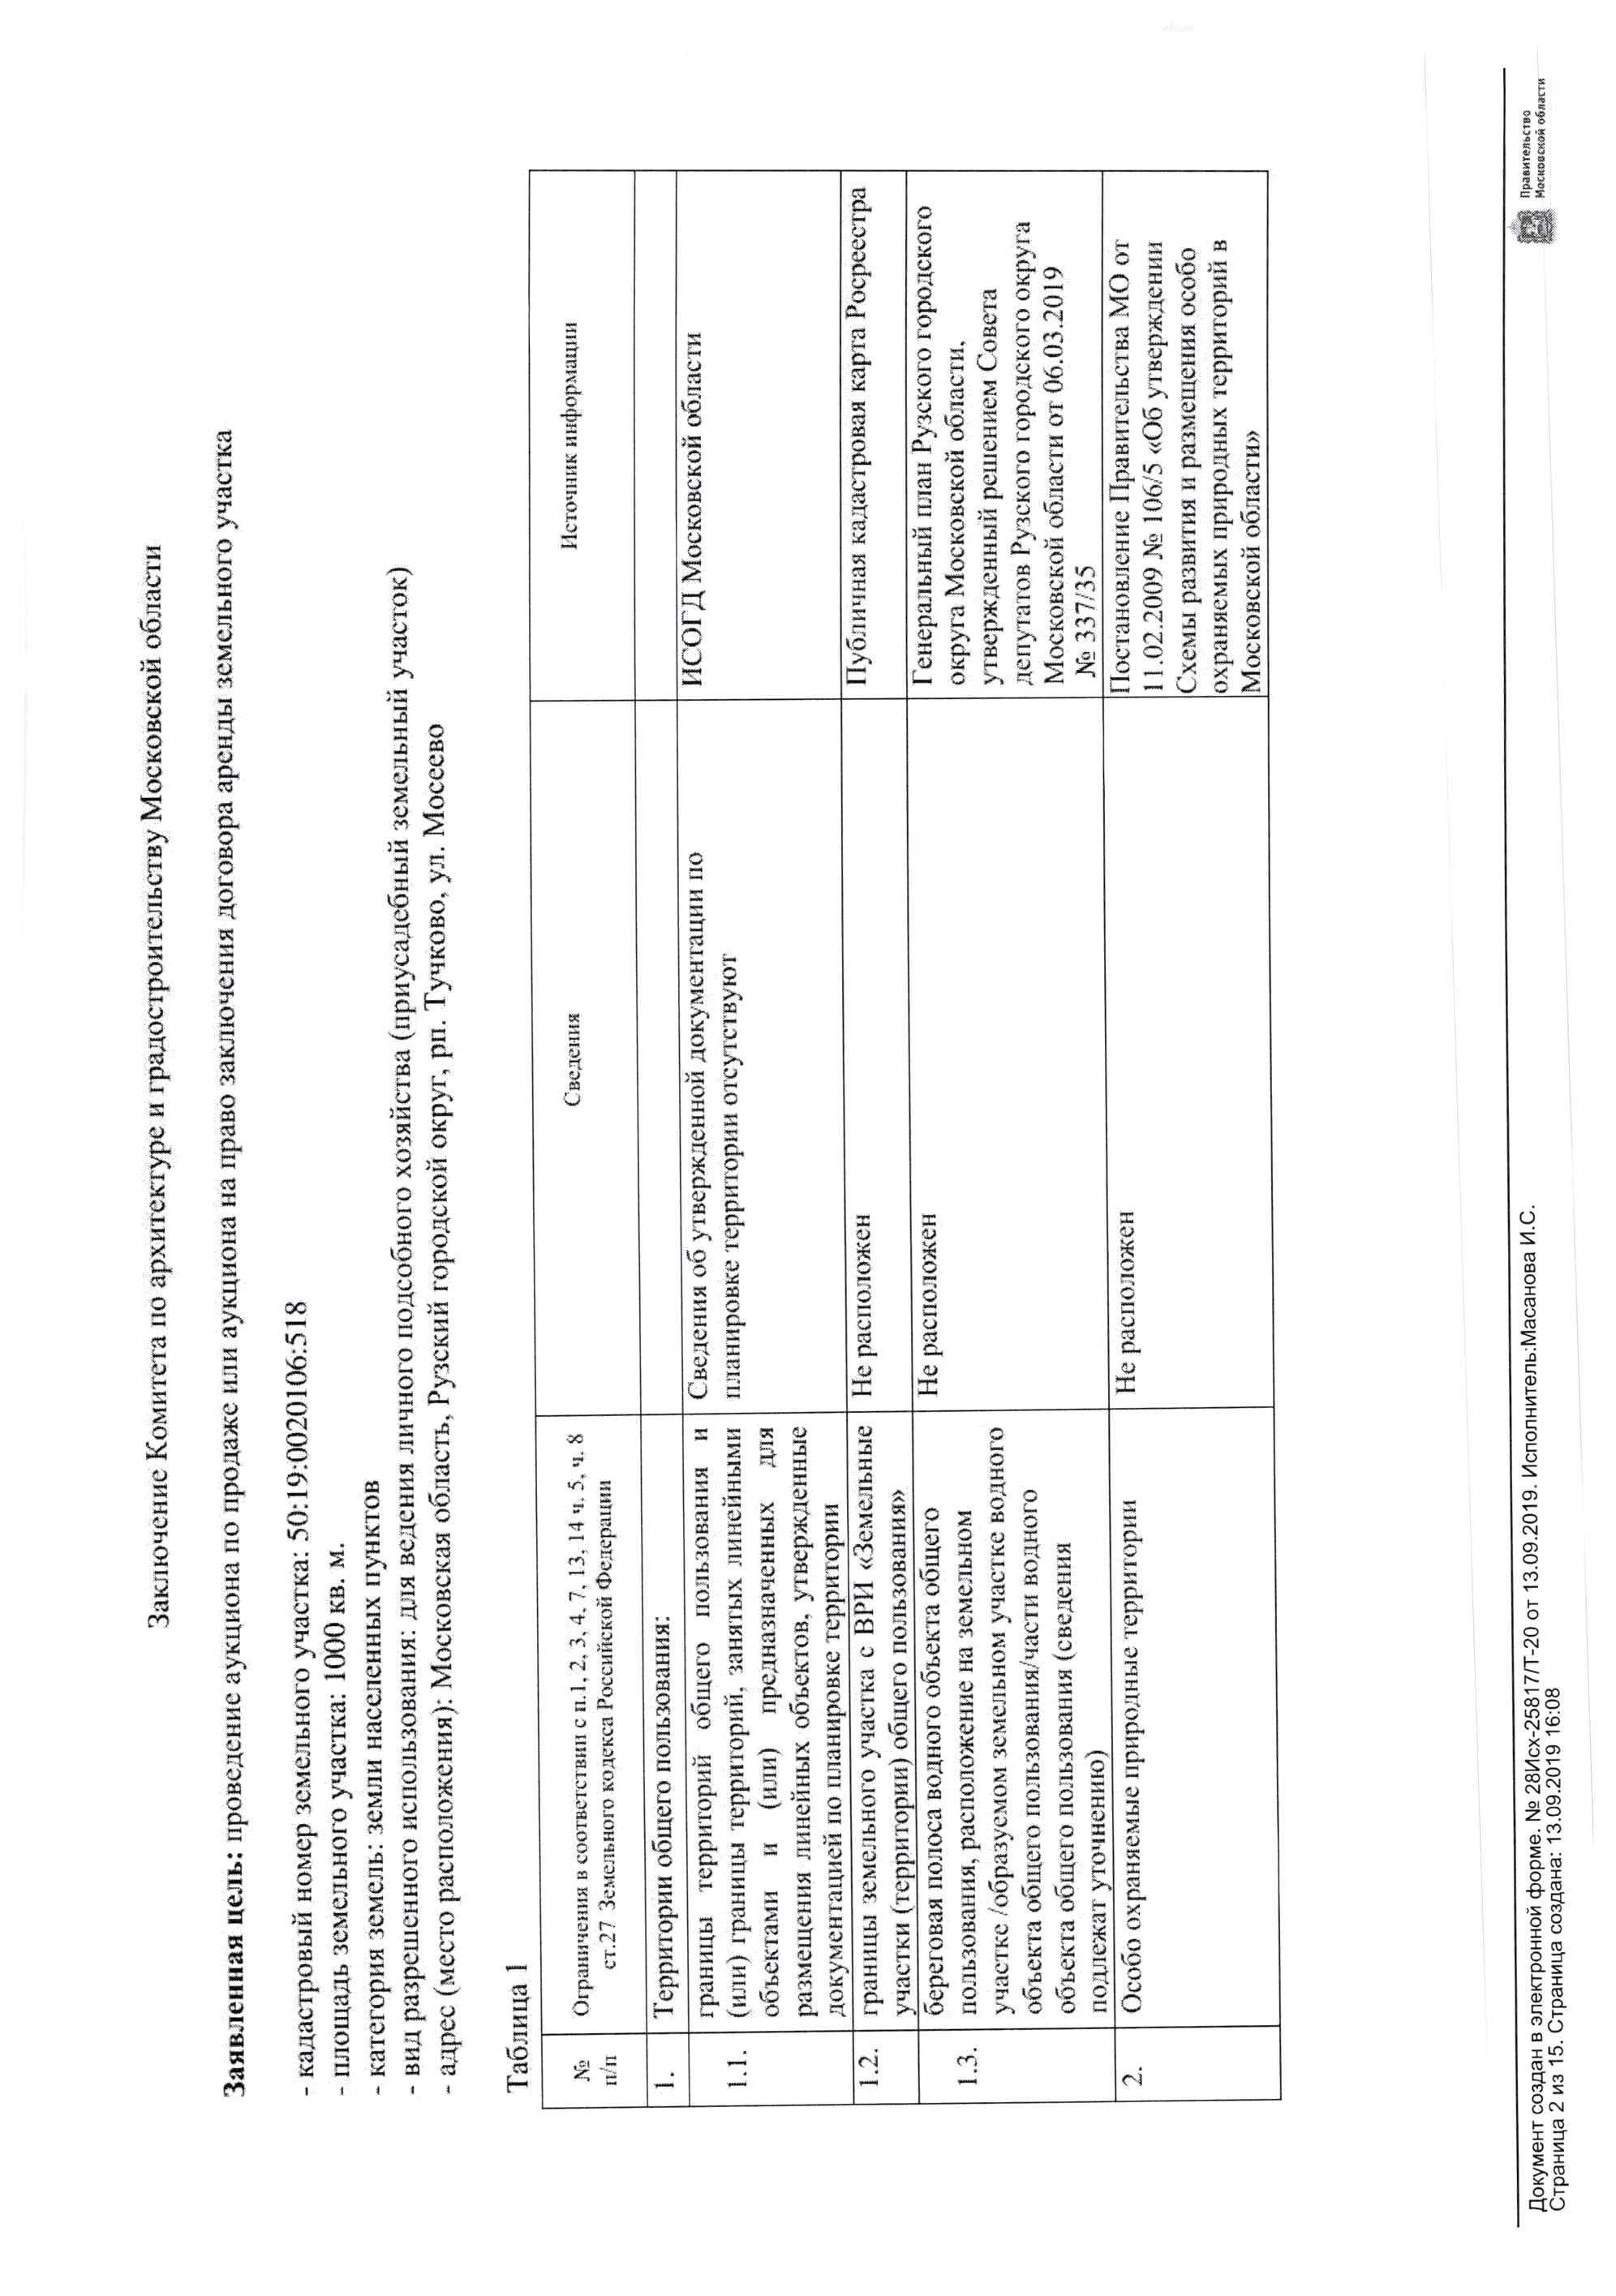 Заключение Комитета по архитектуре и градостроительству Московской области
Заявленная цель: проведение аукциона по продаже или аукциона на право заключения договора аренды земельного участка
- кадастровый номер земельного участка: 50:19:0020106:518
- площадь земельного участка: 1000 кв. м.
- категория земель: земли населенных пунктов
- вид разрешенного использования: для ведения личного подсобного хозяйства (приусадебный земельный участок)
- адрес (место расположения): Московская область, Рузский городской округ, рп. Тучково, ул. Мосеево
Таблица 1
№
п/п
Ограничения в соответствии с п.1, 2, 3, 4, 7, 13, 14 ч. 5, ч. 8
ст.27 Земельного кодекса Российской Федерации
Сведения
Источник информации
1.
Территории общего пользования:
1.1.
границы территорий общего пользования и
(или) границы территорий, занятых линейными
объектами и (или) предназначенных для
размещения линейных объектов, утвержденные
документацией по планировке территории
Сведения об утвержденной документации по
планировке территории отсутствуют
ИСОГД Московской области
1.2.
границы земельного участка с ВРИ «Земельные
участки (территории) общего пользования»
Не расположен
Публичная кадастровая карта Росреестра
1.3.
береговая полоса водного объекта общего
пользования, расположение на земельном
участке /образуемом земельном участке водного
объекта общего пользования/части водного
объекта общего пользования (сведения
подлежат уточнению)
Не расположен
Генеральный план Рузского городского
округа Московской области,
утвержденный решением Совета
депутатов Рузского городского округа
Московской области от 06.03.2019
№ 337/35
2.
Особо охраняемые природные территории
Не расположен
Постановление Правительства МО от
11.02.2009 № 106/5 «Об утверждении
Схемы развития и размещения особо
охраняемых природных территорий в
Московской области»
Документ создан в электронной форме. № 28Исх-25817/Т-20 от 13.09.2019. Исполнитель:Масанова И.С.
Страница 2 из 15. Страница создана: 13.09.2019 16:08
Правительство
Московской области